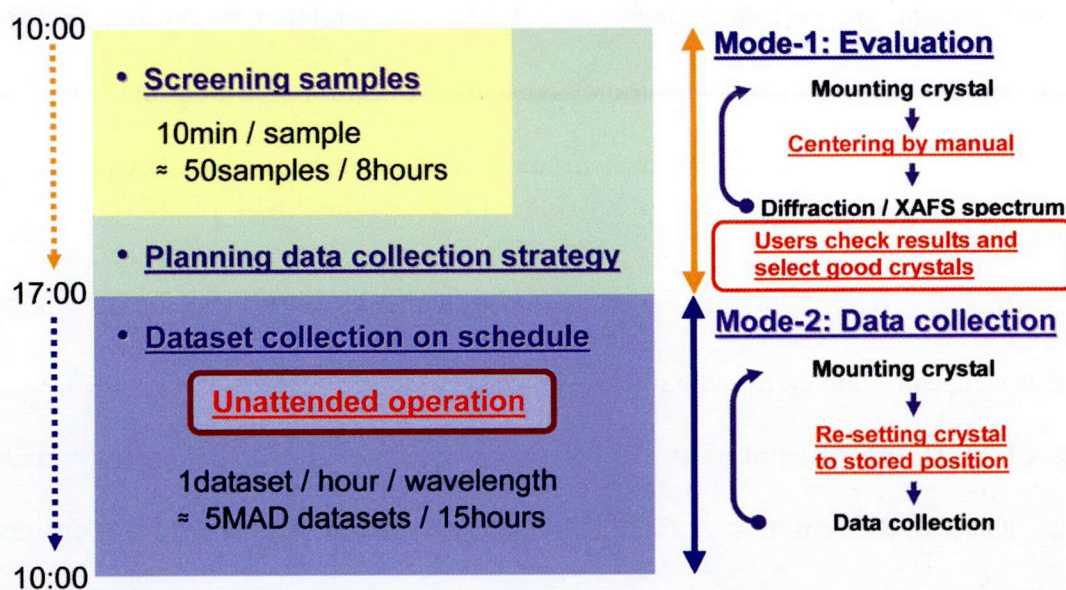 10:00
• Screening samples
10min / sample
≈ 50samples / 8hours
• Planning data collection strategy
17:00
• Dataset collection on schedule
Unattended operation
1dataset / hour / wavelength
≈ 5MAD datasets / 15hours
10:00
Mode-1: Evaluation
Mounting crystal
Centering by manual
Diffraction / XAFS spectrum
Users check results and
select good crystals
Mode-2: Data collection
Mounting crystal
Re-setting crystal
to stored position
Data collection